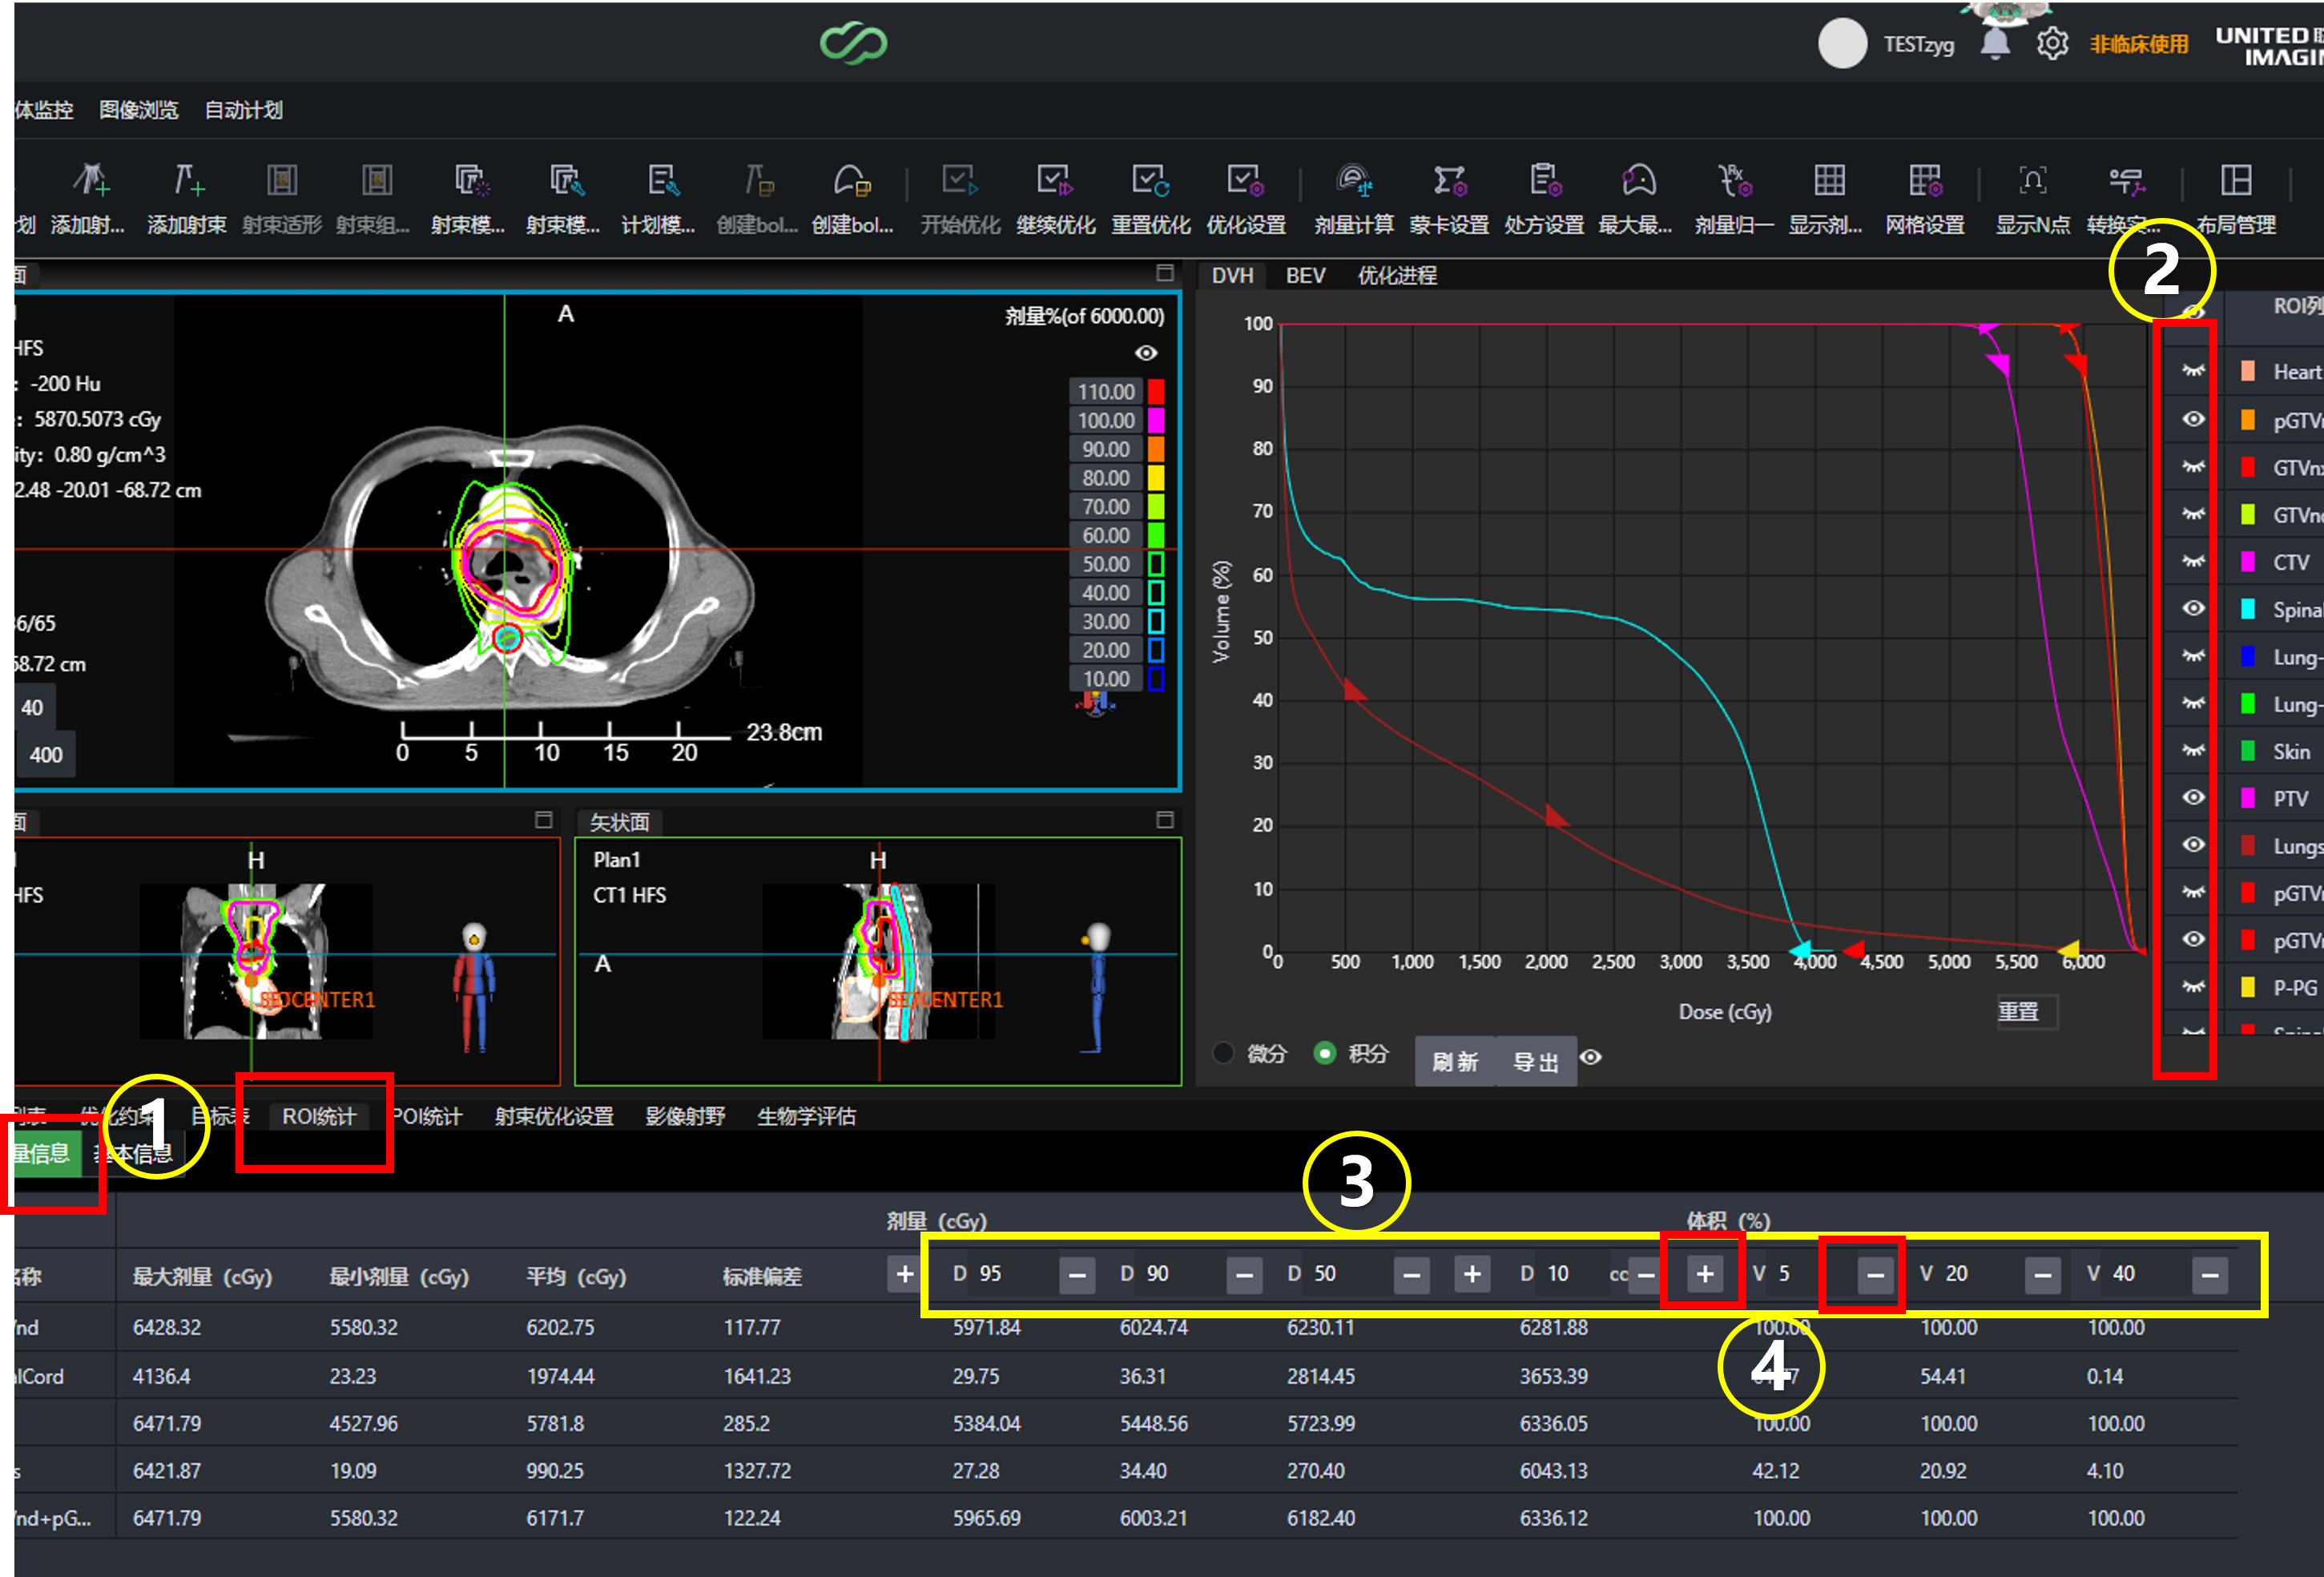 TESTzyg
非临床使用
UNITED
IMAGIN
体监控 图像浏览 自动计划
划 添加射... 添加射束 射束适形 射束组... 射束模... 射束模... 计划模... 创建bol... 创建bol... 开始优化 继续优化 重置优化 优化设置 剂量计算 蒙卡设置 处方设置 最大最... 剂量归一 显示剂... 网格设置 显示N点 转换实... 布局管理
2
面
HFS
: -200 Hu
: 5870.5073 cGy
ity: 0.80 g/cm^3
2.48 -20.01 -68.72 cm
36/65
58.72 cm
40
400
A
剂量%(of 6000.00)
110.00
100.00
90.00
80.00
70.00
60.00
50.00
40.00
30.00
20.00
10.00
0 5 10 15 20 23.8cm
DVH BEV 优化进程
100
90
80
70
60
50
40
30
20
10
0
Volume (%)
0 500 1,000 1,500 2,000 2,500 3,000 3,500 4,000 4,500 5,000 5,500 6,000
Dose (cGy)
重置
微分 积分 刷新 导出
ROI列
Heart
pGTVn
GTVnx
GTVnd
CTV
Spinal
Lung-
Lung-
Skin
PTV
Lungs
pGTVn
pGTVn
P-PG
面
H
HFS
矢状面
Plan1
CT1 HFS
H
A
列表 优化约束 目标表 ROI统计 POI统计 射束优化设置 影像射野 生物学评估
1
量信息 基本信息
3
剂量 (cGy) 体积 (%)
名称 最大剂量 (cGy) 最小剂量 (cGy) 平均 (cGy) 标准偏差 + D 95 − D 90 − D 50 − + D 10 cc − + V 5 − V 20 − V 40 −
Vnd 6428.32 5580.32 6202.75 117.77 5971.84 6024.74 6230.11 6281.88 100.00 100.00 100.00
alCord 4136.4 23.23 1974.44 1641.23 29.75 36.31 2814.45 3653.39 54.41 0.14
4
6471.79 4527.96 5781.8 285.2 5384.04 5448.56 5723.99 6336.05 100.00 100.00 100.00
s 6421.87 19.09 990.25 1327.72 27.28 34.40 270.40 6043.13 42.12 20.92 4.10
Vnd+pG... 6471.79 5580.32 6171.7 122.24 5965.69 6003.21 6182.40 6336.12 100.00 100.00 100.00